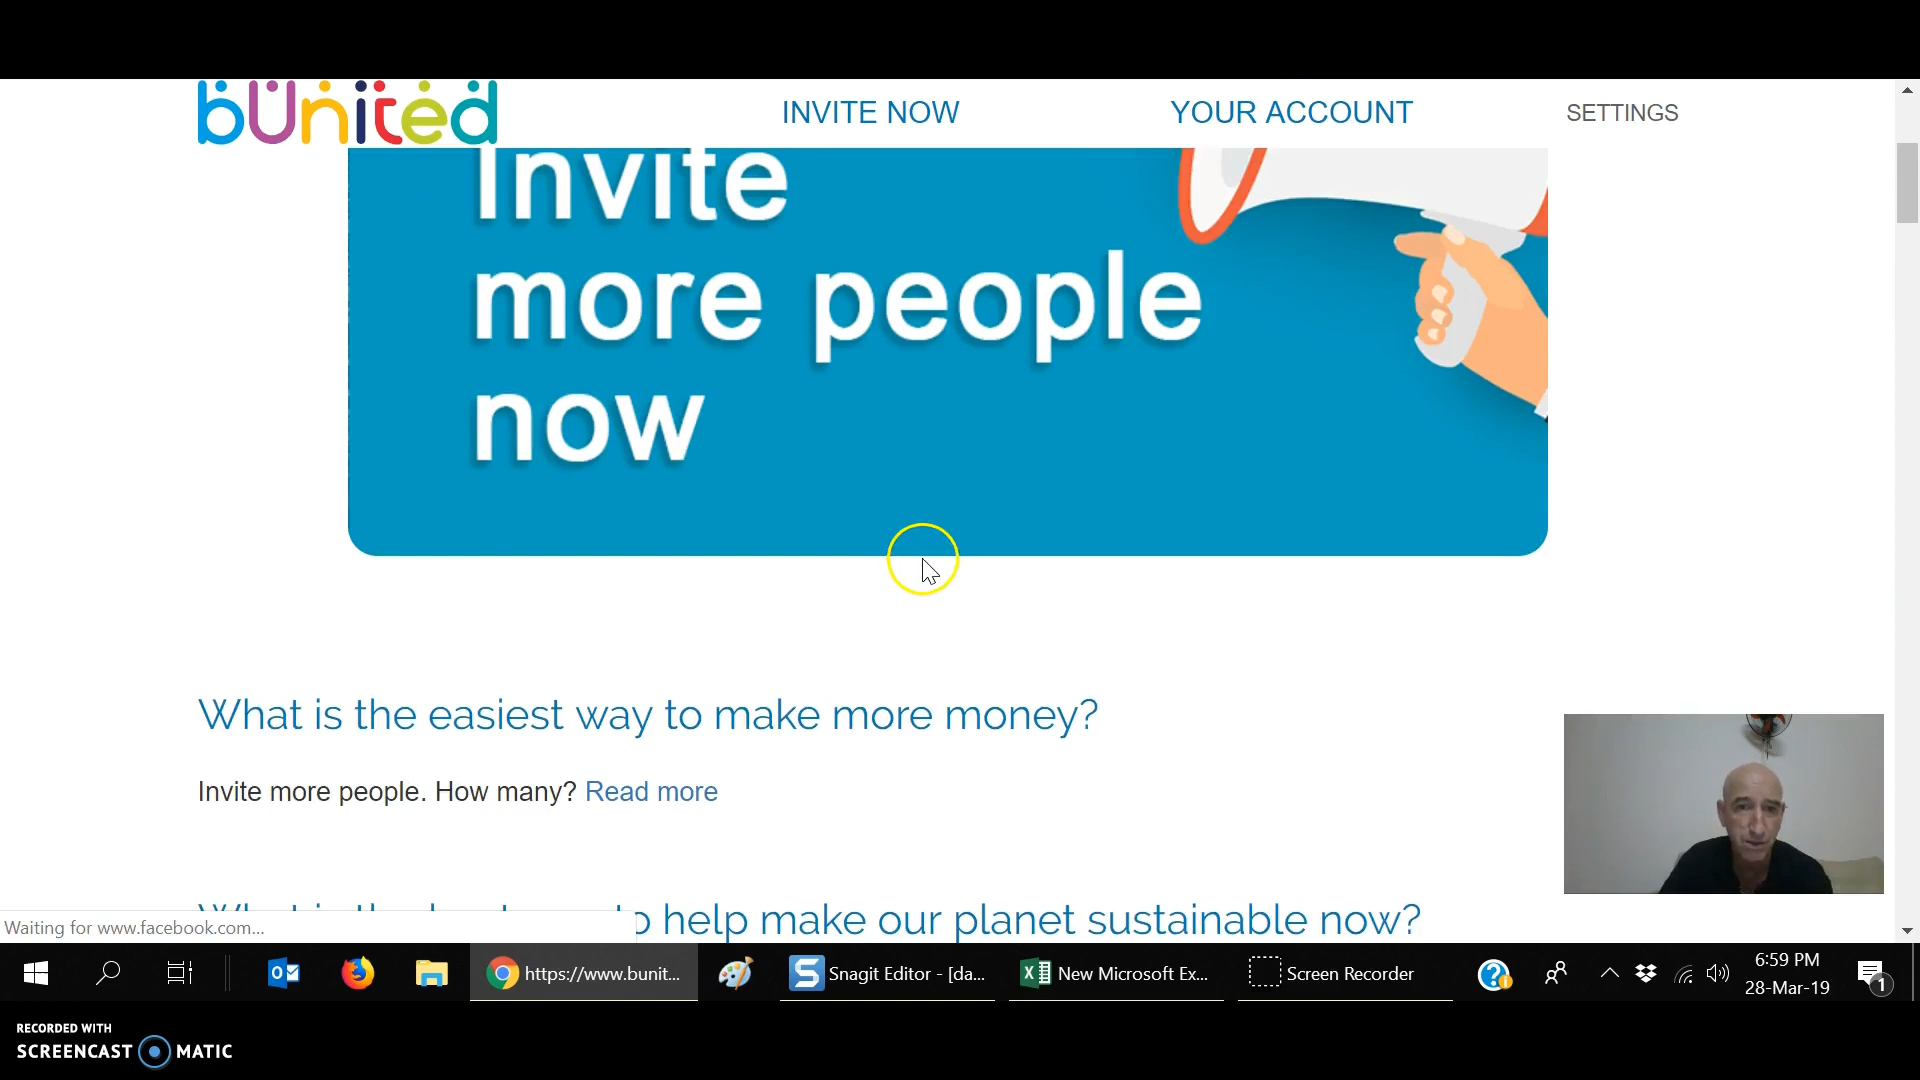 bUnited
INVITE NOW
YOUR ACCOUNT
SETTINGS
Invite
more people
now
What is the easiest way to make more money?
Invite more people. How many? Read more
to help make our planet sustainable now?
Waiting for www.facebook.com...
https://www.bunit...
Snagit Editor - [da...
New Microsoft Ex...
Screen Recorder
6:59 PM
28-Mar-19
1
RECORDED WITH
SCREENCAST MATIC